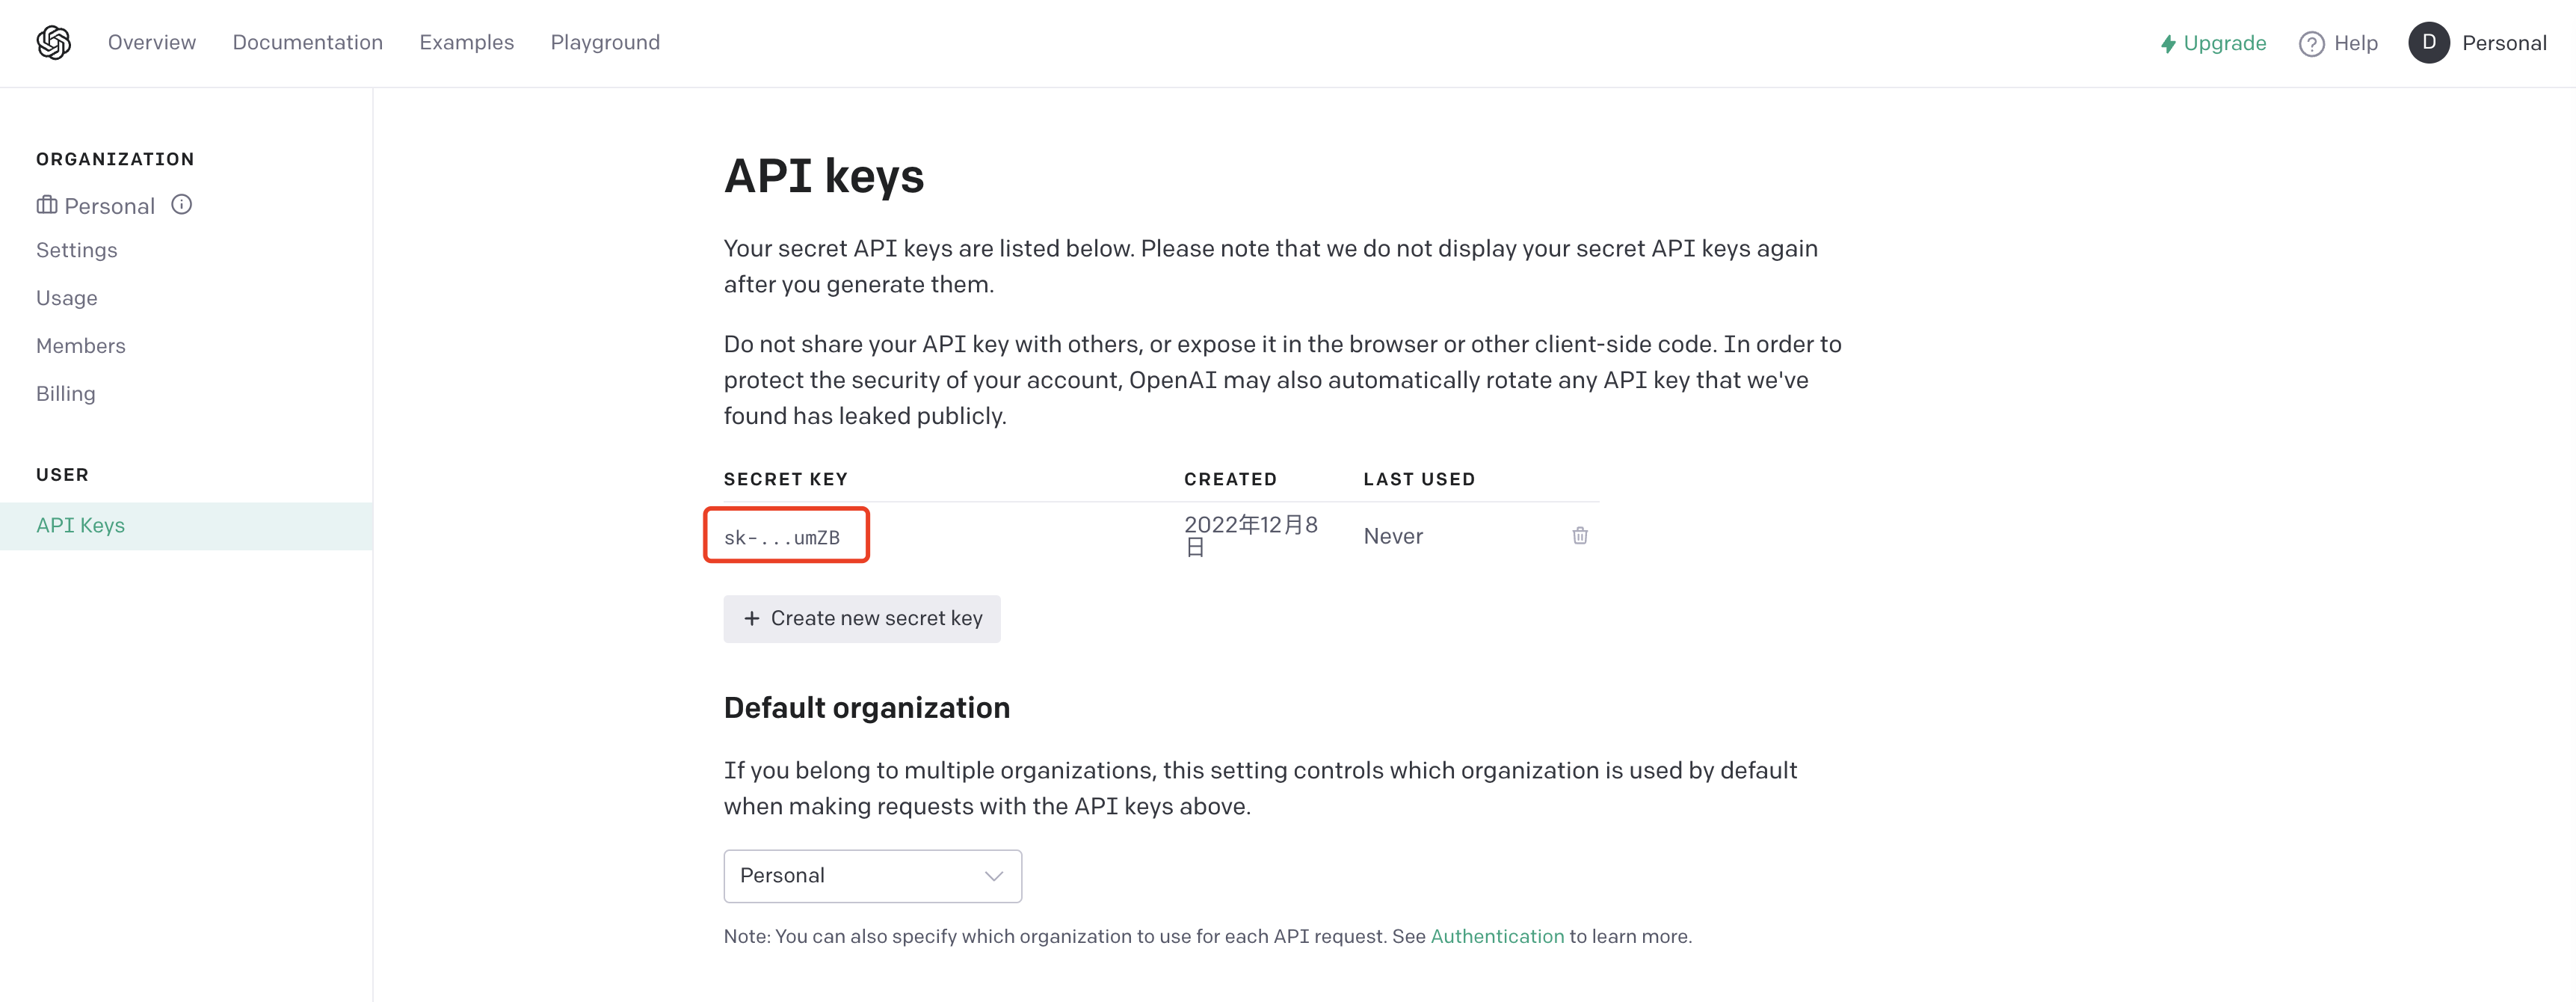 Overview Documentation Examples Playground
Upgrade Help D Personal
ORGANIZATION
Personal
Settings
Usage
Members
Billing
USER
API Keys
API keys
Your secret API keys are listed below. Please note that we do not display your secret API keys again
after you generate them.
Do not share your API key with others, or expose it in the browser or other client-side code. In order to
protect the security of your account, OpenAI may also automatically rotate any API key that we've
found has leaked publicly.
SECRET KEY CREATED LAST USED
sk-...umZB 2022年12月8
日 Never
+ Create new secret key
Default organization
If you belong to multiple organizations, this setting controls which organization is used by default
when making requests with the API keys above.
Personal
Note: You can also specify which organization to use for each API request. See Authentication to learn more.